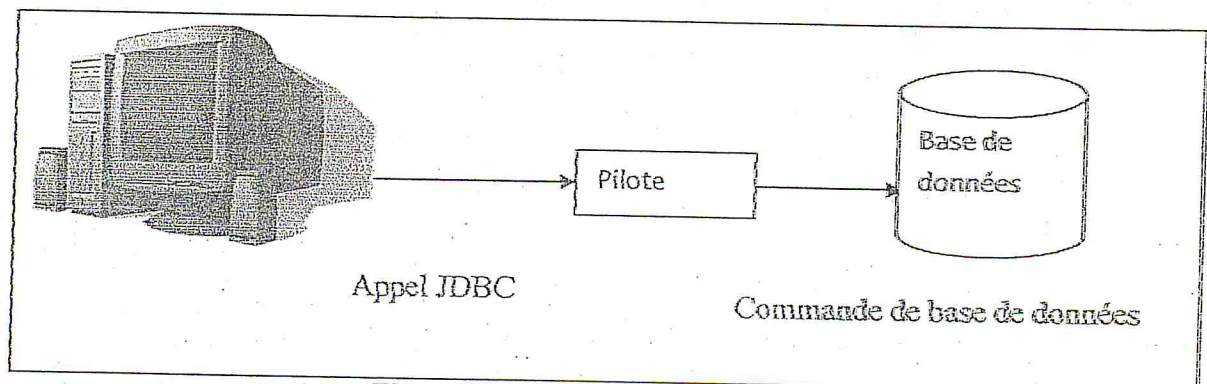 Pilote
Base de
données
Appel JDBC
Commande de base de données